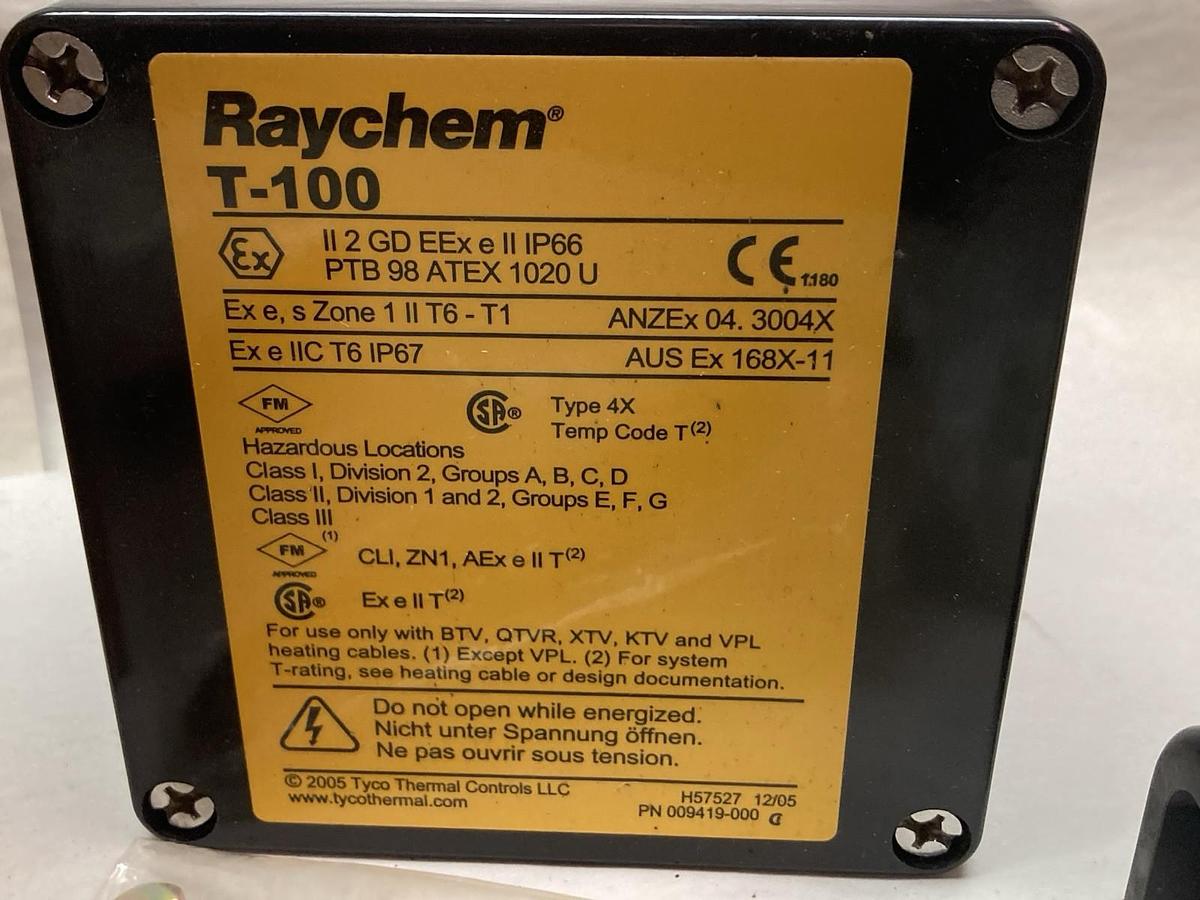 Raychem®
T-100
Ex II 2 GD EEx e II IP66
PTB 98 ATEX 1020 U
CE 1180
Ex e, s Zone 1 II T6 - T1 ANZEx 04. 3004X
Ex e IIC T6 IP67 AUS Ex 168X-11
FM APPROVED
SA® Type 4X
Temp Code T(2)
Hazardous Locations
Class I, Division 2, Groups A, B, C, D
Class II, Division 1 and 2, Groups E, F, G
Class III
FM APPROVED (1) CLI, ZN1, AEx e II T(2)
SA® Ex e II T(2)
For use only with BTV, QTVR, XTV, KTV and VPL
heating cables. (1) Except VPL. (2) For system
T-rating, see heating cable or design documentation.
Do not open while energized.
Nicht unter Spannung öffnen.
Ne pas ouvrir sous tension.
© 2005 Tyco Thermal Controls LLC H57527 12/05
www.tycothermal.com PN 009419-000